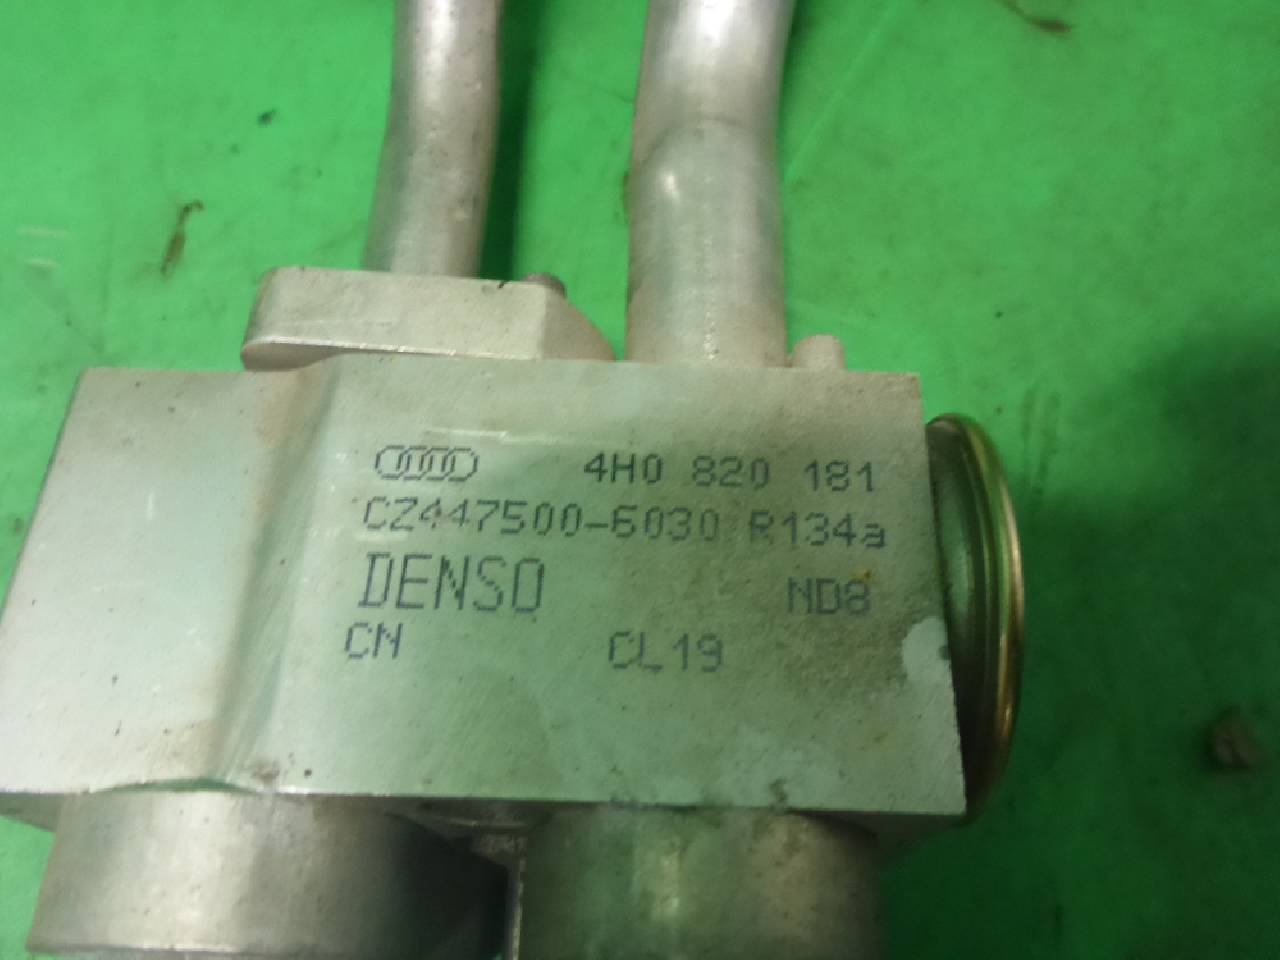 4H0 820 181
CZ447500-6030 R134a
DENSO ND8
CN CL19